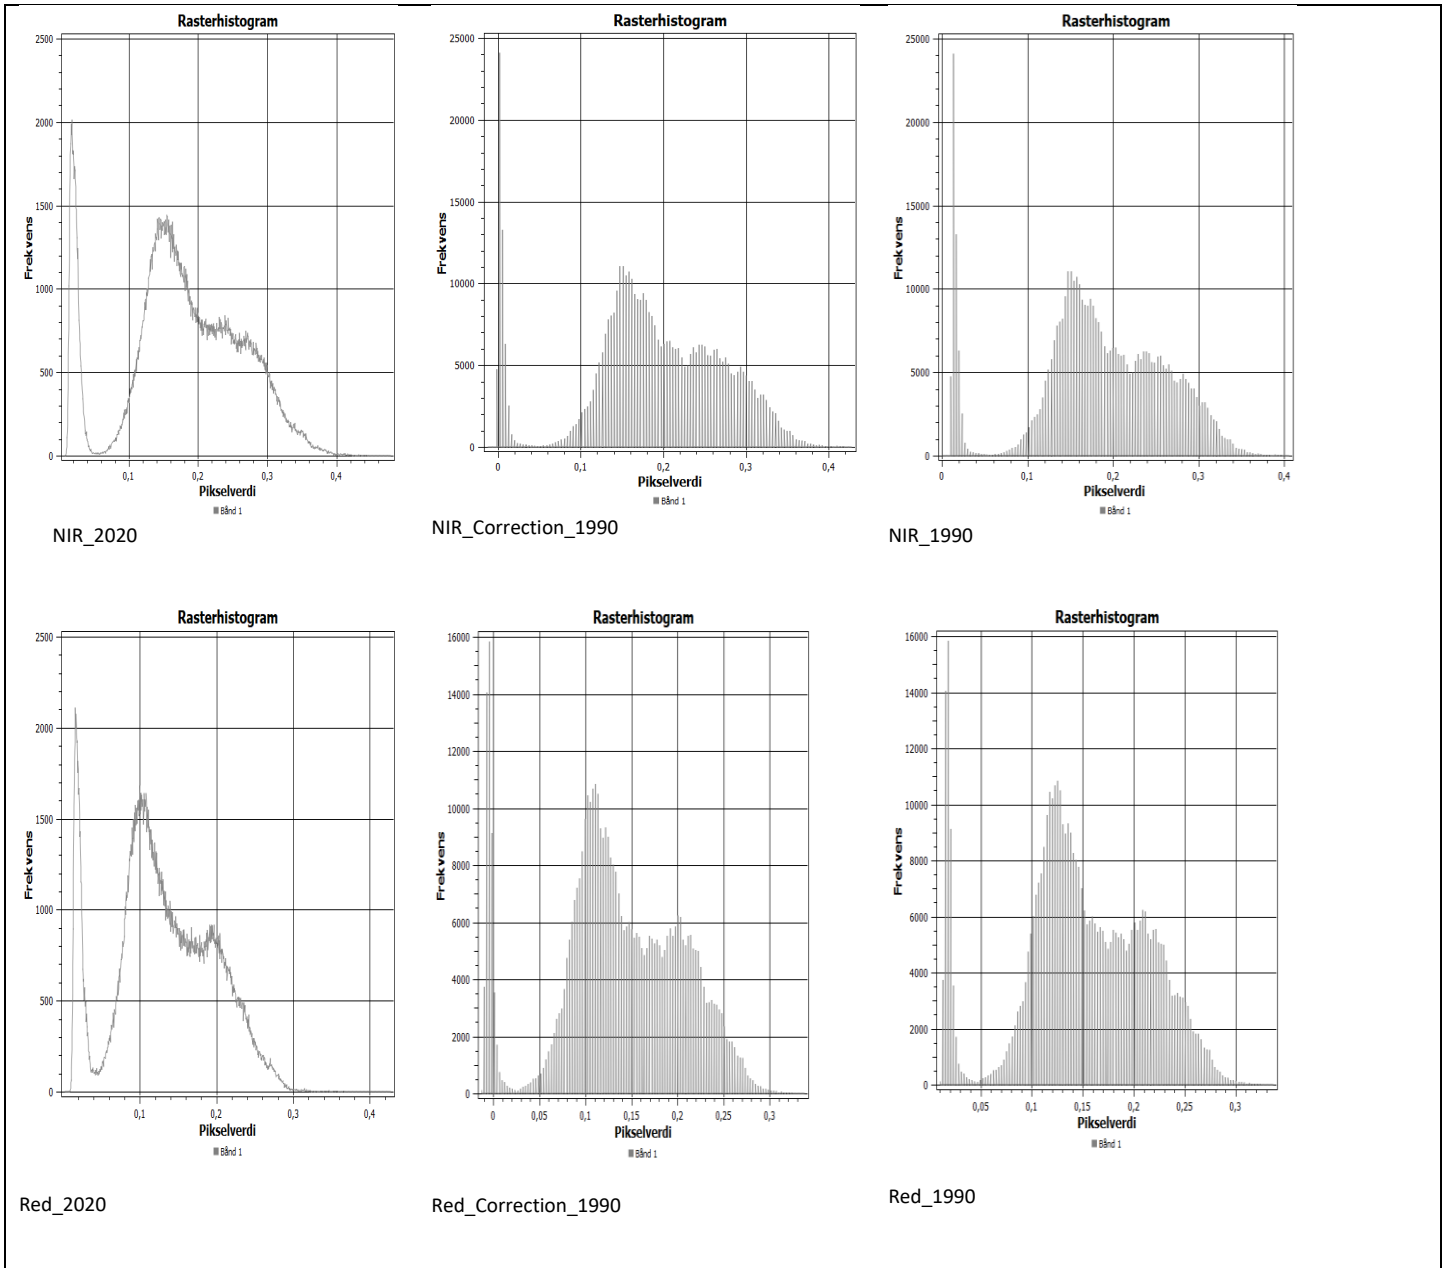 Rasterhistogram
2500
2000
1500
1000
500
0
Frekvens
0,1
0,2
0,3
0,4
Pikselverdi
Bånd 1
NIR_2020
Rasterhistogram
25000
20000
15000
10000
5000
0
Frekvens
0
0,1
0,2
0,3
0,4
Pikselverdi
Bånd 1
NIR_Correction_1990
Rasterhistogram
25000
20000
15000
10000
5000
0
Frekvens
0
0,1
0,2
0,3
0,4
Pikselverdi
Bånd 1
NIR_1990
Rasterhistogram
2500
2000
1500
1000
500
0
Frekvens
0,1
0,2
0,3
0,4
Pikselverdi
Bånd 1
Red_2020
Rasterhistogram
16000
14000
12000
10000
8000
6000
4000
2000
0
Frekvens
0
0,05
0,1
0,15
0,2
0,25
0,3
Pikselverdi
Bånd 1
Red_Correction_1990
Rasterhistogram
16000
14000
12000
10000
8000
6000
4000
2000
0
Frekvens
0,05
0,1
0,15
0,2
0,25
0,3
Pikselverdi
Bånd 1
Red_1990